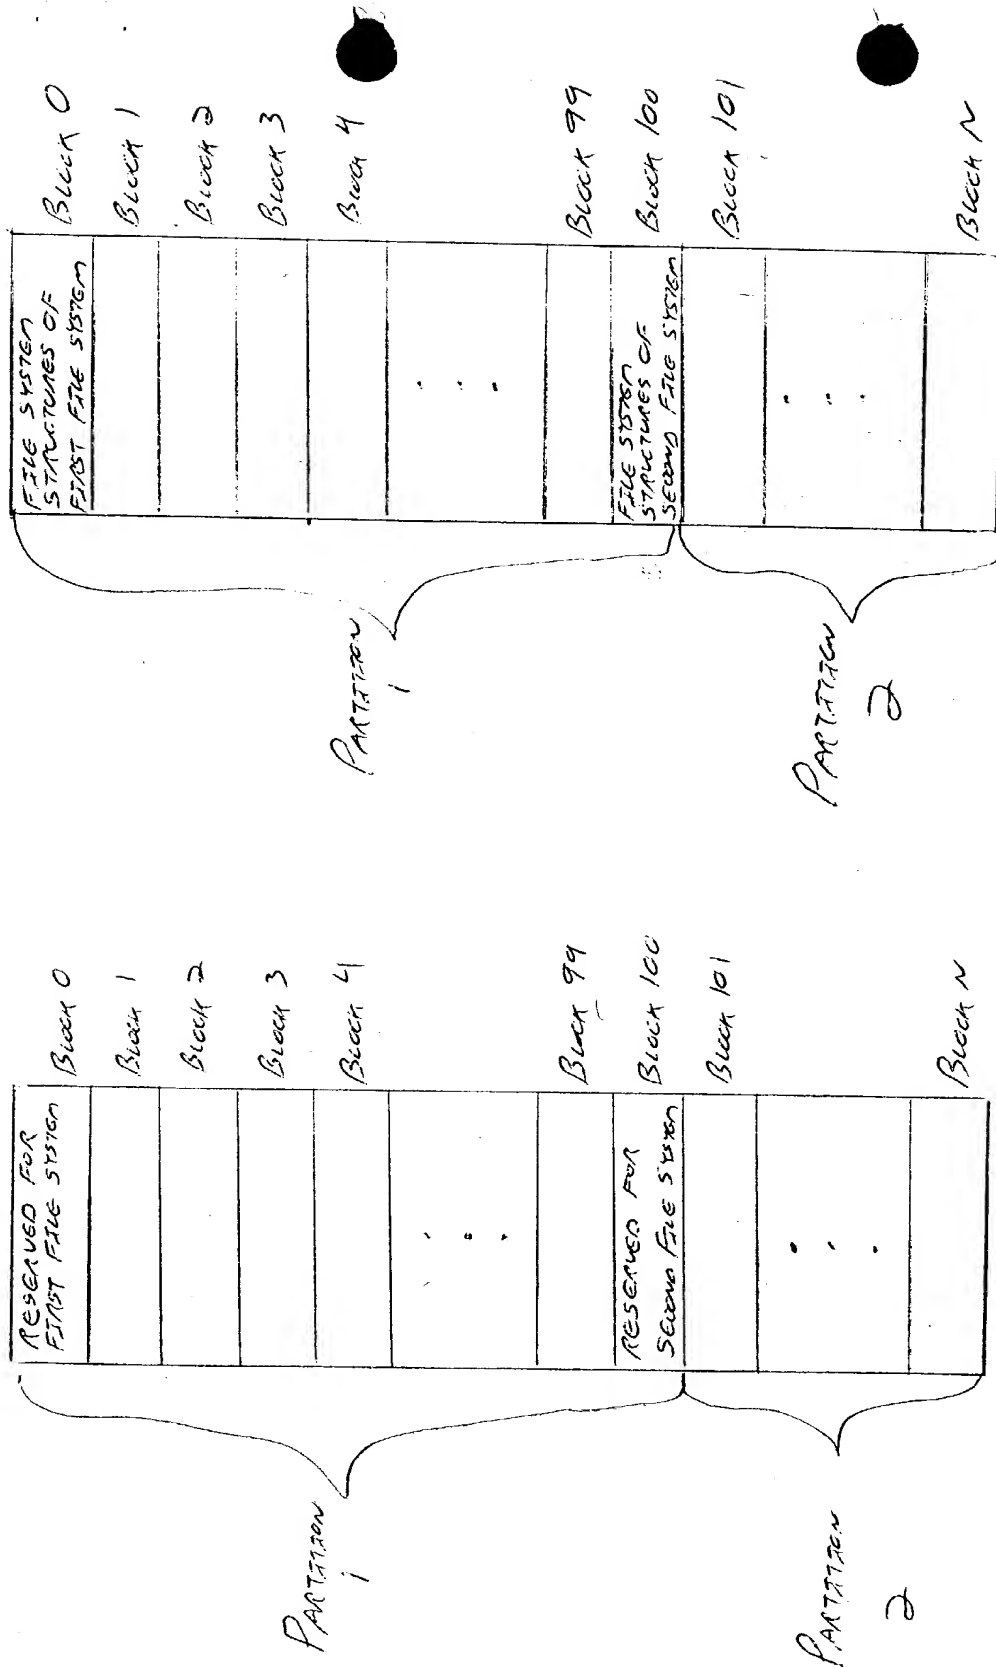 RESERVED FOR
FIRST FILE SYSTEM
BLOCK 0
BLOCK 1
BLOCK 2
BLOCK 3
BLOCK 4
PARTITION
1
BLOCK 99
RESERVED FOR
SECOND FILE SYSTEM
BLOCK 100
BLOCK 101
PARTITION
2
BLOCK N
FILE SYSTEM
STRUCTURES OF
FIRST FILE SYSTEM
BLOCK 0
BLOCK 1
BLOCK 2
BLOCK 3
BLOCK 4
PARTITION
1
BLOCK 99
FILE SYSTEM
STRUCTURES OF
SECOND FILE SYSTEM
BLOCK 100
BLOCK 101
PARTITION
2
BLOCK N